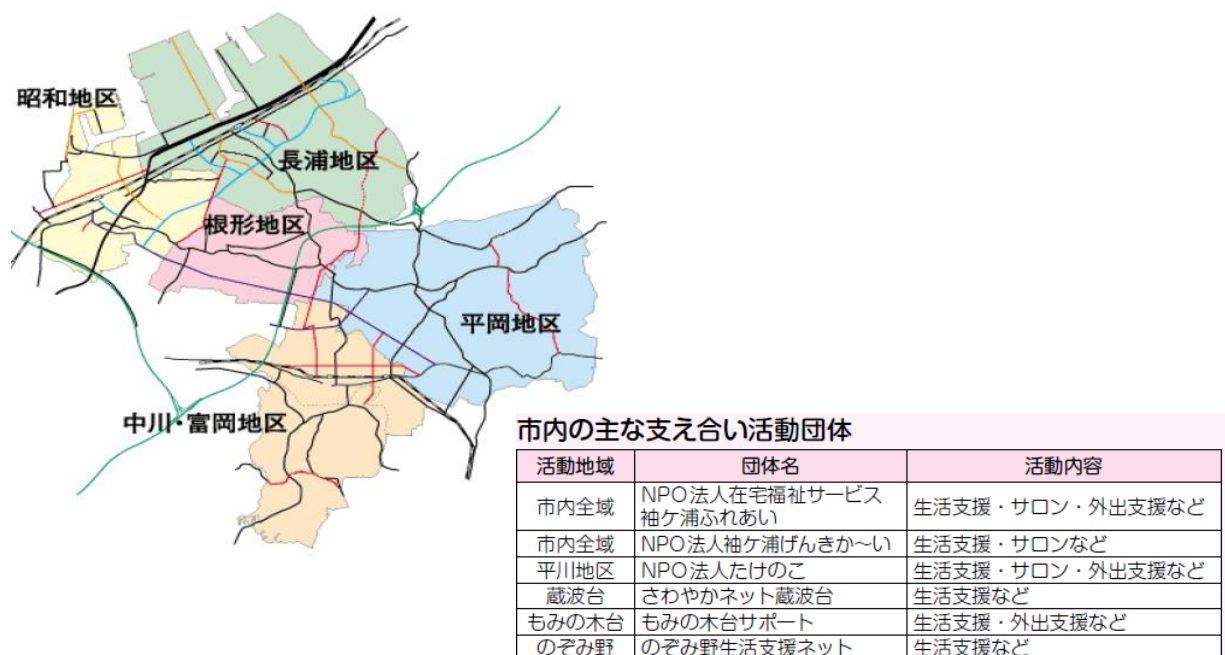 昭和地区
長浦地区
根形地区
平岡地区
中川・富岡地区
市内の主な支え合い活動団体
活動地域 団体名 活動内容
市内全域 NPO法人在宅福祉サービス
袖ケ浦ふれあい 生活支援・サロン・外出支援など
市内全域 NPO法人袖ケ浦げんきか〜い 生活支援・サロンなど
平川地区 NPO法人たけのこ 生活支援・サロン・外出支援など
蔵波台 さわやかネット蔵波台 生活支援など
もみの木台 もみの木台サポート 生活支援・外出支援など
のぞみ野 のぞみ野生活支援ネット 生活支援など